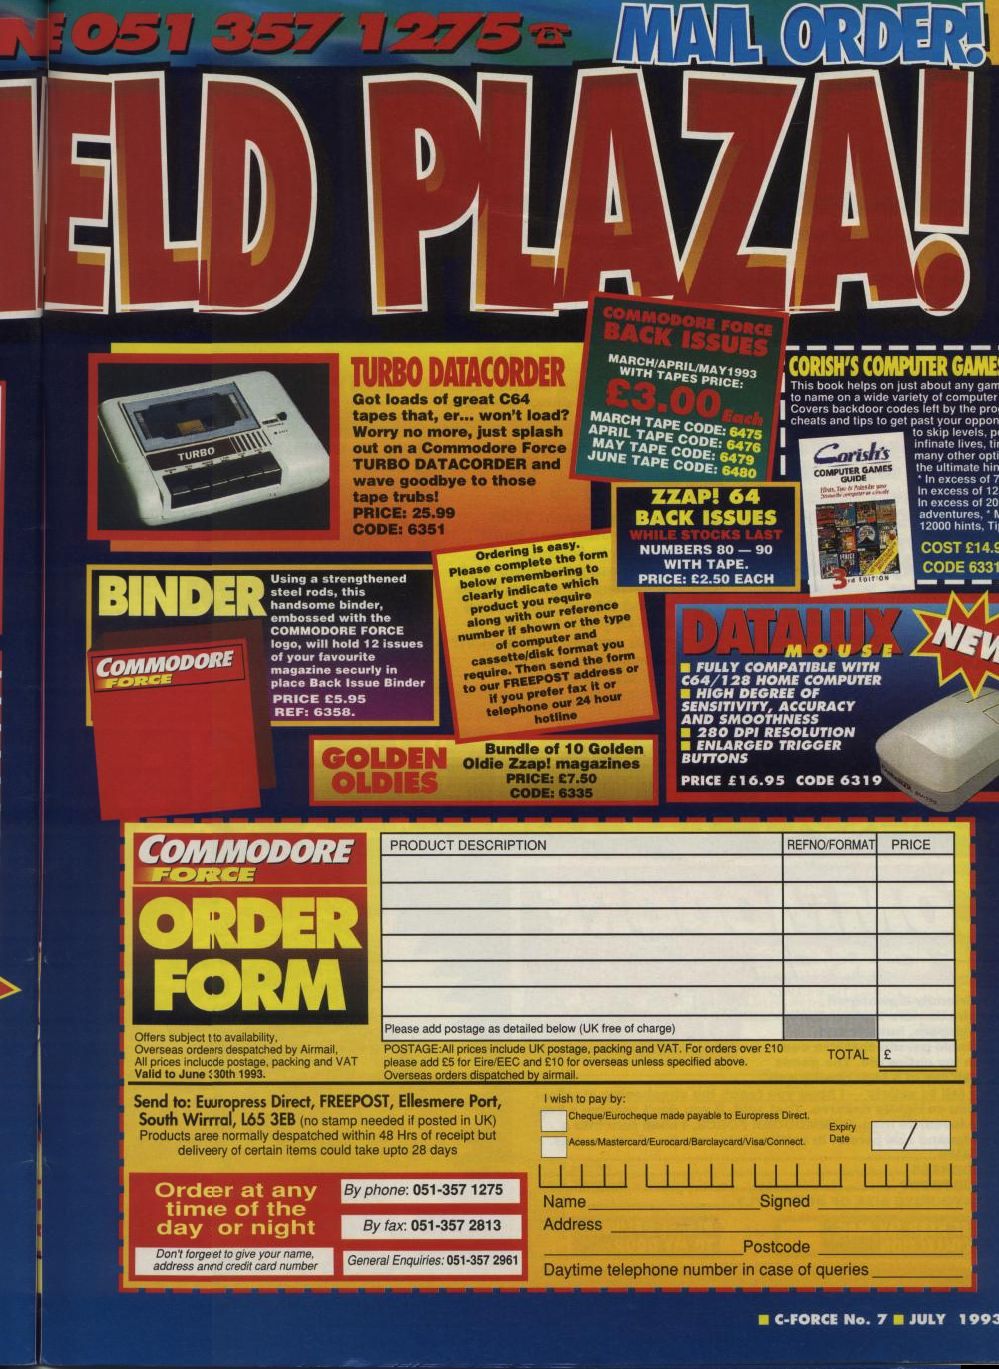 NE 051 357 1275 ☎
MAIL ORDER!
ELD PLAZA!
COMMODORE FORCE
BACK ISSUES
MARCH/APRIL/MAY1993
WITH TAPES PRICE:
£3.00 Each
MARCH TAPE CODE: 6475
APRIL TAPE CODE: 6476
MAY TAPE CODE: 6479
JUNE TAPE CODE: 6480
TURBO DATACORDER
Got loads of great C64
tapes that, er... won't load?
Worry no more, just splash
out on a Commodore Force
TURBO DATACORDER and
wave goodbye to those
tape trubs!
PRICE: 25.99
CODE: 6351
TURBO
CORISH'S COMPUTER GAMES
This book helps on just about any gam
to name on a wide variety of computer
Covers backdoor codes left by the pro
cheats and tips to get past your oppon
to skip levels, p
infinate lives, ti
many other opti
the ultimate hin
* In excess of 7
In excess of 12
In excess of 20
adventures, * M
12000 hints, Ti
COST £14.9
CODE 6331
Corish's
COMPUTER GAMES
GUIDE
3rd EDITION
ZZAP! 64
BACK ISSUES
WHILE STOCKS LAST
NUMBERS 80 — 90
WITH TAPE.
PRICE: £2.50 EACH
BINDER
Using a strengthened
steel rods, this
handsome binder,
embossed with the
COMMODORE FORCE
logo, will hold 12 issues
of your favourite
magazine securly in
place Back Issue Binder
PRICE £5.95
REF: 6358.
COMMODORE
FORCE
Ordering is easy.
Please complete the form
below remembering to
clearly indicate which
product you require
along with our reference
number if shown or the type
of computer and
cassette/disk format you
require. Then send the form
to our FREEPOST address or
if you prefer fax it or
telephone our 24 hour
hotline
DATALUX
MOUSE
NEW
FULLY COMPATIBLE WITH
C64/128 HOME COMPUTER
HIGH DEGREE OF
SENSITIVITY, ACCURACY
AND SMOOTHNESS
280 DPI RESOLUTION
ENLARGED TRIGGER
BUTTONS
PRICE £16.95 CODE 6319
GOLDEN
OLDIES
Bundle of 10 Golden
Oldie Zzap! magazines
PRICE: £7.50
CODE: 6335
COMMODORE
FORCE
ORDER
FORM
PRODUCT DESCRIPTION REFNO/FORMAT PRICE
Please add postage as detailed below (UK free of charge)
Offers subject t to availability,
Overseas orders despatched by Airmail,
All prices include postage, packing and VAT
Valid to June 30th 1993.
POSTAGE:All prices include UK postage, packing and VAT. For orders over £10
please add £5 for Eire/EEC and £10 for overseas unless specified above.
Overseas orders dispatched by airmail.
TOTAL £
Send to: Euuropress Direct, FREEPOST, Ellesmere Port,
South Wirrral, L65 3EB (no stamp needed if posted in UK)
Products aree normally despatched within 48 Hrs of receipt but
deliveery of certain items could take upto 28 days
I wish to pay by:
Cheque/Eurocheque made payable to Europress Direct.
Acess/Mastercard/Eurocard/Barclaycard/Visa/Connect.
Expiry
Date /
Order at any
time of the
day or night
Don't forgeet to give your name,
address annd credit card number
By phone: 051-357 1275
By fax: 051-357 2813
General Enquiries: 051-357 2961
Name Signed
Address
Postcode
Daytime telephone number in case of queries
C-FORCE No. 7 JULY 1993